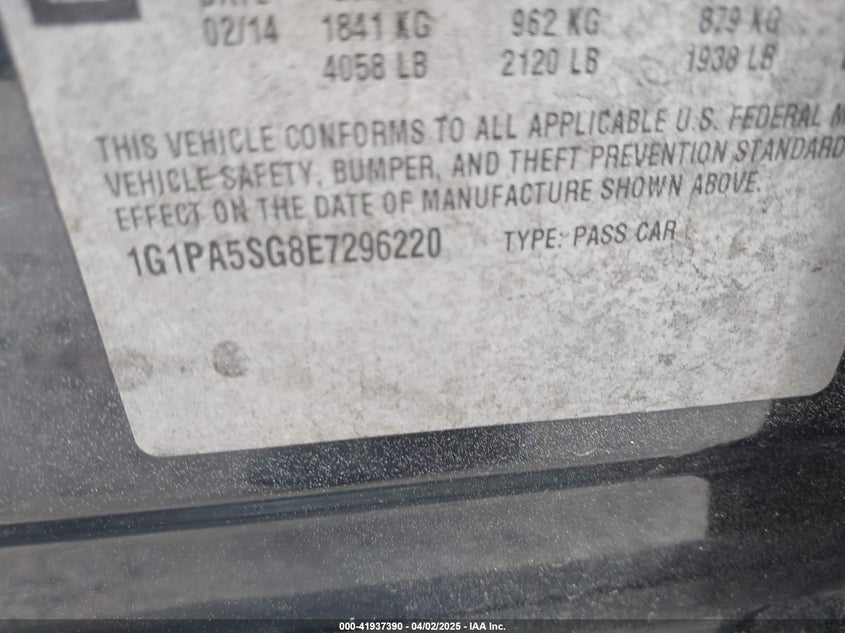 02/14 1841 KG 962 KG 879 KG
4058 LB 2120 LB 1938 LB
THIS VEHICLE CONFORMS TO ALL APPLICABLE U.S. FEDERAL M
VEHICLE SAFETY, BUMPER, AND THEFT PREVENTION STANDARD
EFFECT ON THE DATE OF MANUFACTURE SHOWN ABOVE.
1G1PA5SG8E7296220 TYPE: PASS CAR
000-41937390 - 04/02/2025 - IAA Inc.